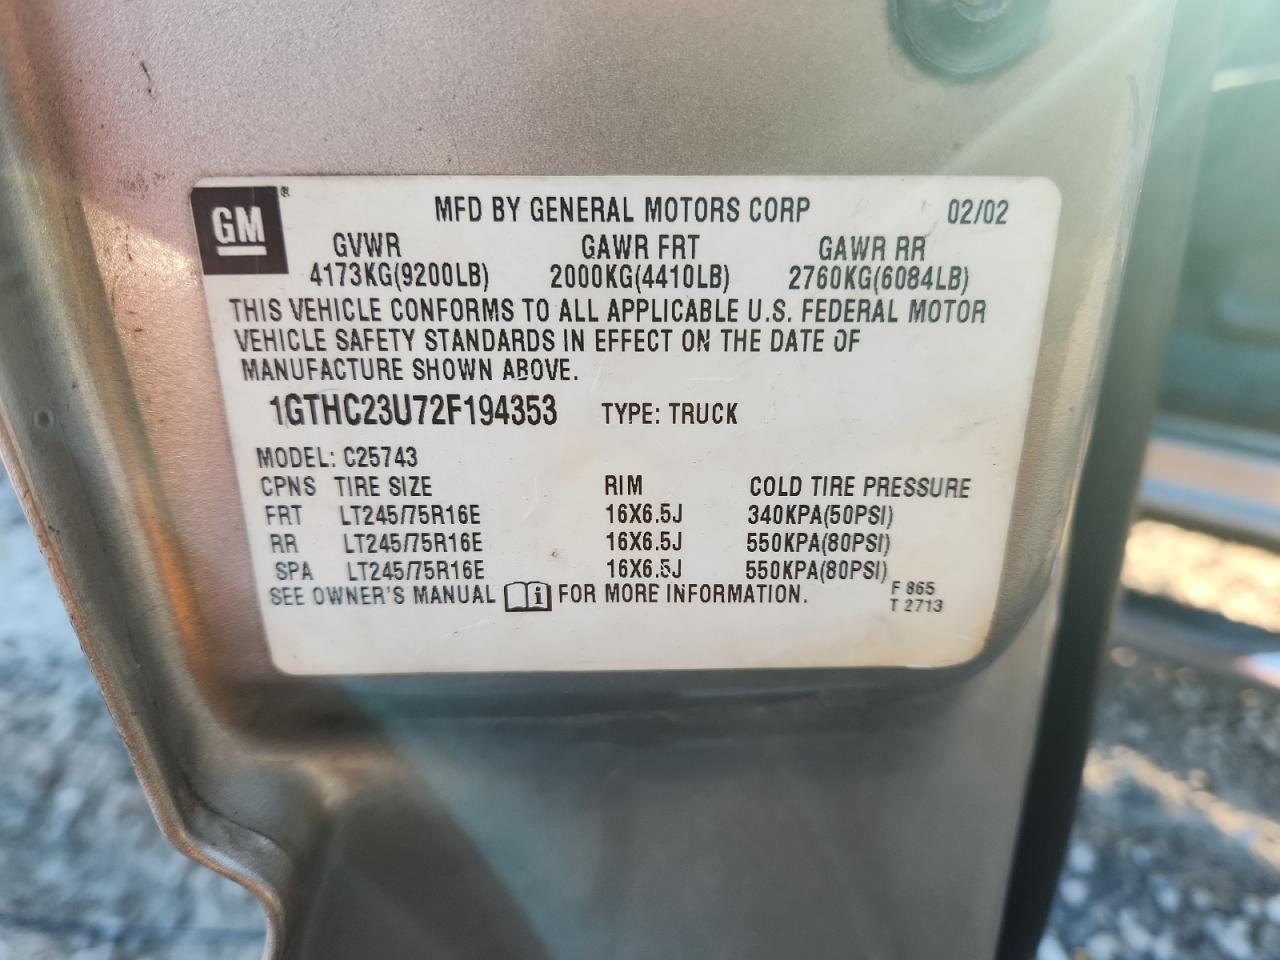 GM®
MFD BY GENERAL MOTORS CORP 02/02
GVWR GAWR FRT GAWR RR
4173KG(9200LB) 2000KG(4410LB) 2760KG(6084LB)
THIS VEHICLE CONFORMS TO ALL APPLICABLE U.S. FEDERAL MOTOR
VEHICLE SAFETY STANDARDS IN EFFECT ON THE DATE OF
MANUFACTURE SHOWN ABOVE.
1GTHC23U72F194353 TYPE: TRUCK
MODEL: C25743
CPNS TIRE SIZE RIM COLD TIRE PRESSURE
FRT LT245/75R16E 16X6.5J 340KPA(50PSI)
RR LT245/75R16E 16X6.5J 550KPA(80PSI)
SPA LT245/75R16E 16X6.5J 550KPA(80PSI)
SEE OWNER'S MANUAL i FOR MORE INFORMATION.
F 865
T 2713